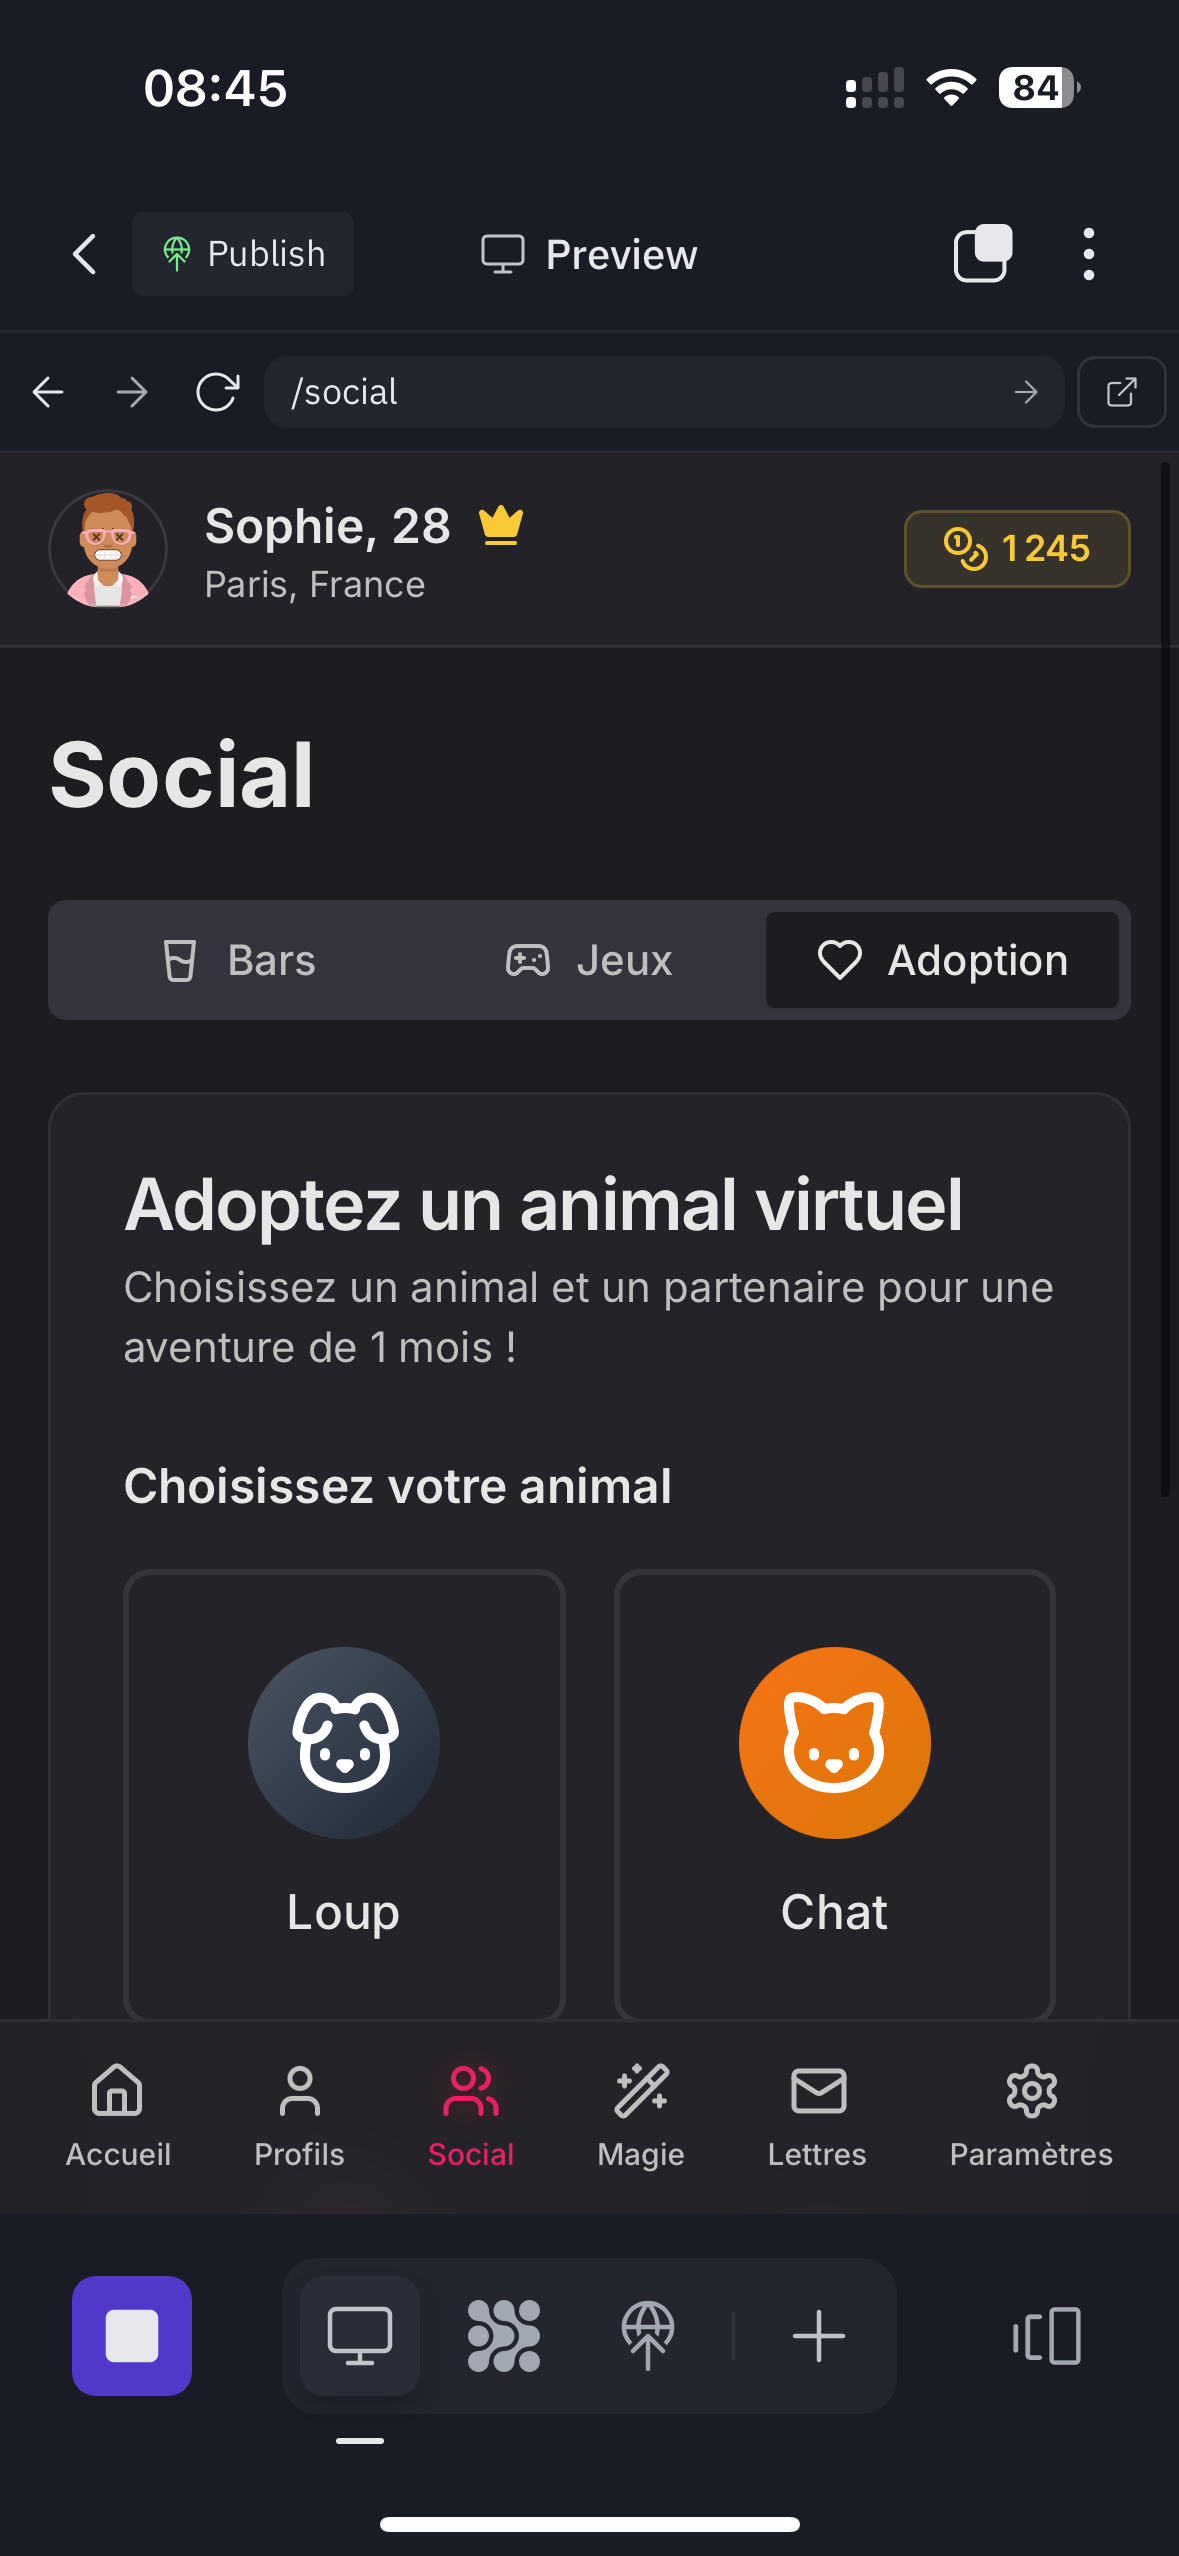 08:45
84
Publish
Preview
/social
Sophie, 28
Paris, France
1 245
Social
Bars
Jeux
Adoption
Adoptez un animal virtuel
Choisissez un animal et un partenaire pour une
aventure de 1 mois !
Choisissez votre animal
Loup
Chat
Accueil
Profils
Social
Magie
Lettres
Paramètres